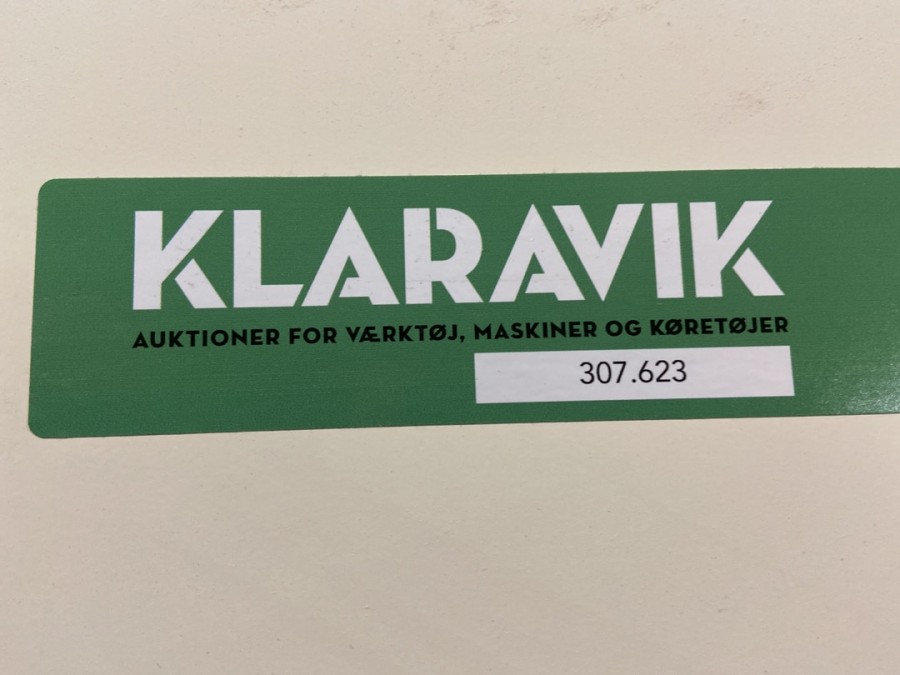 KLARAVIK
AUKTIONER FOR VÆRKTØJ, MASKINER OG KØRETØJER
307.623